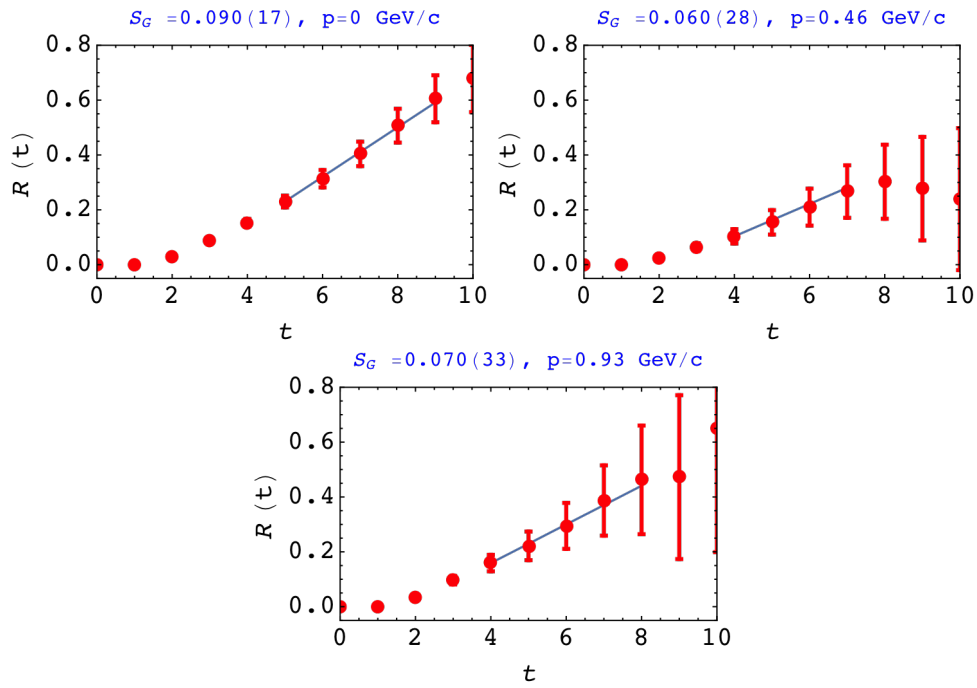 S_G =0.090(17), p=0 GeV/c
0.8
0.6
0.4
0.2
0.0
R (t)
0 2 4 6 8 10
t
S_G =0.060(28), p=0.46 GeV/c
0.8
0.6
0.4
0.2
0.0
R (t)
0 2 4 6 8 10
t
S_G =0.070(33), p=0.93 GeV/c
0.8
0.6
0.4
0.2
0.0
R (t)
0 2 4 6 8 10
t